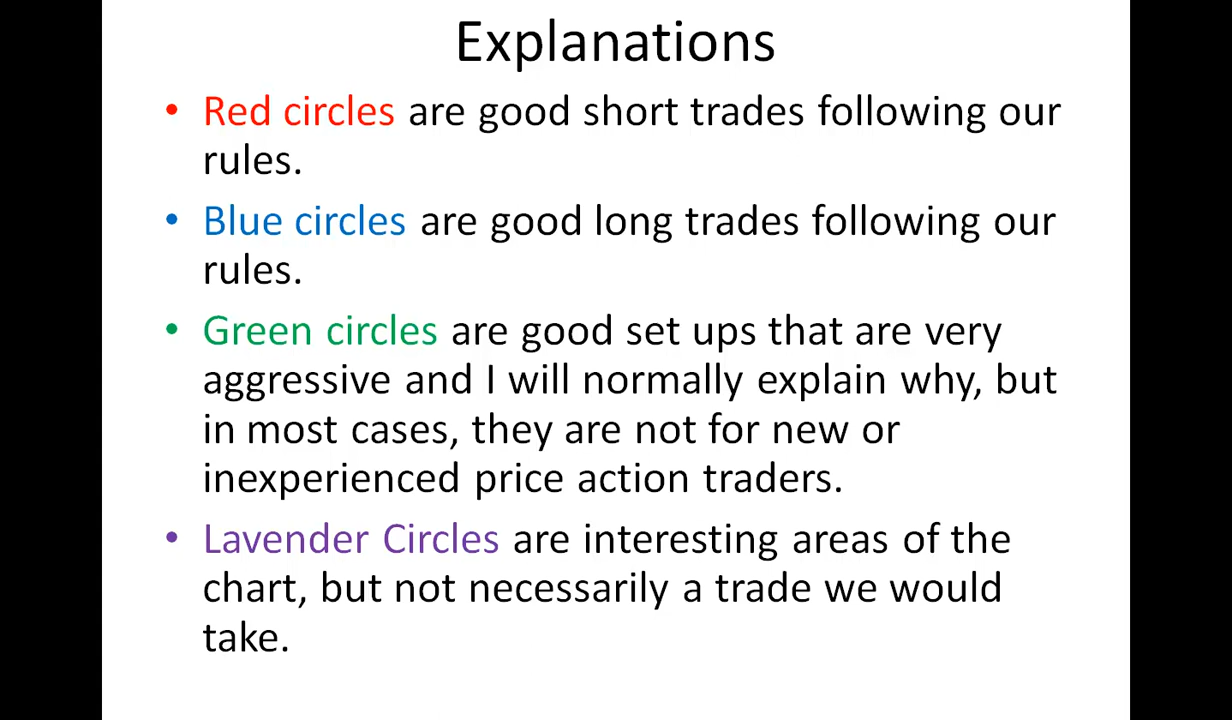 Explanations
• Red circles are good short trades following our
rules.
• Blue circles are good long trades following our
rules.
• Green circles are good set ups that are very
aggressive and I will normally explain why, but
in most cases, they are not for new or
inexperienced price action traders.
• Lavender Circles are interesting areas of the
chart, but not necessarily a trade we would
take.